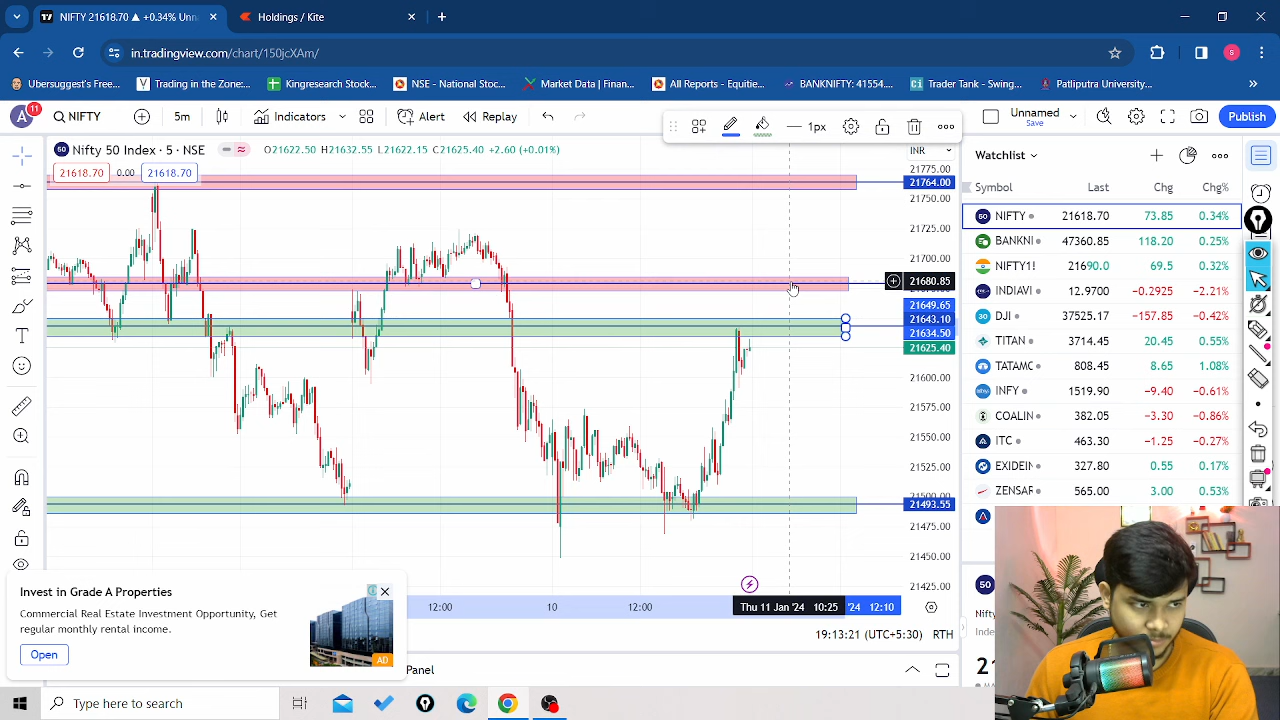 NIFTY 21618.70 ▲ +0.34% Unn
Holdings / Kite
in.tradingview.com/chart/150jcXAm/
S
Ubersuggest's Free...
Trading View
Kingresearch Stock...
NSE - National Stoc...
Market Data | Finan...
All Reports - Equitie...
BANKNIFTY: 41554...
Trader Tank - Swing...
Patliputra University
A 11
NIFTY
5m
Indicators
Alert
Replay
1px
Unnamed
Save
Publish
Nifty 50 Index · 5 · NSE
O21622.50 H21632.55 L21622.15 C21625.40 +2.60 (+0.01%)
INR
21618.70
0.00
21618.70
21775.00
21764.00
21750.00
21725.00
21700.00
21680.85
21649.65
21643.10
21634.50
21625.40
21600.00
21575.00
21550.00
21525.00
21493.55
21475.00
21450.00
21425.00
12:00
10
12:00
Thu 11 Jan '24 10:25
'24 12:10
19:13:21 (UTC+5:30)
RTH
Watchlist
Symbol Last Chg Chg%
NIFTY 21618.70 73.85 0.34%
BANKNI 47360.85 118.20 0.25%
NIFTY1! 21690.0 69.5 0.32%
INDIAVI 12.9700 -0.2925 -2.21%
DJI 37525.17 -157.85 -0.42%
TITAN 3714.45 20.45 0.55%
TATAMC 808.45 8.65 1.08%
INFY 1519.90 -9.40 -0.61%
COALIN 382.05 -3.30 -0.86%
ITC 463.30 -1.25 -0.27%
EXIDEIN 327.80 0.55 0.17%
ZENSAR 565.00 3.00 0.53%
Invest in Grade A Properties
Commercial Real Estate Investment Opportunity, Get
regular monthly rental income.
Open
AD
Panel
Type here to search